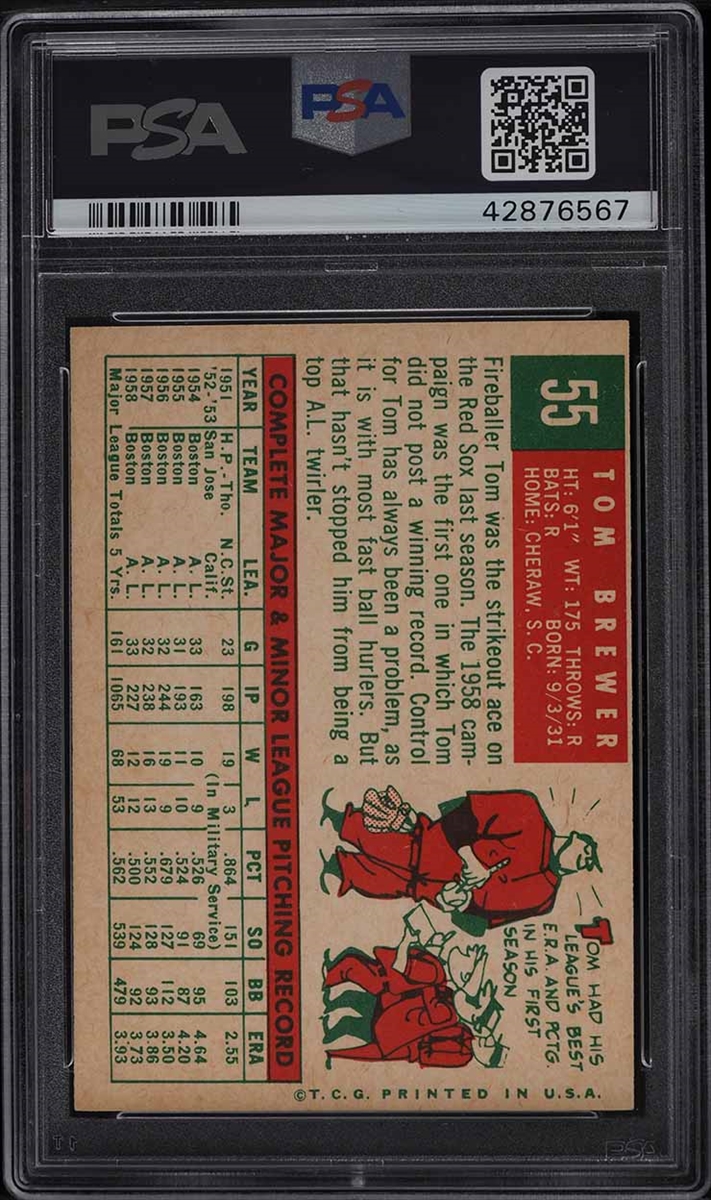 PSA
PSA
42876567
55
TOM BREWER
HT: 6'1" WT: 175 THROWS: R
BATS: R BORN: 9/3/31
HOME: CHERAW, S. C.
Fireballer Tom was the strikeout ace on
the Red Sox last season. The 1958 cam-
paign was the first one in which Tom
did not post a winning record. Control
for Tom has always been a problem, as
it is with most fast ball hurlers. But
that hasn't stopped him from being a
top A.L. twirler.
TOM HAD HIS
LEAGUE'S BEST
E.R.A. AND PCTG.
IN HIS FIRST
SEASON
COMPLETE MAJOR & MINOR LEAGUE PITCHING RECORD
YEAR TEAM LEA. G IP W L PCT SO BB ERA
1951 H.P.-Tho. N.C.St. 23 198 19 3 .864 151 103 2.55
'52-'53 San Jose Calif. (In Military Service)
1954 Boston A. L. 33 163 10 9 .526 69 95 4.64
1955 Boston A. L. 31 193 11 10 .524 91 87 4.20
1956 Boston A. L. 32 244 19 9 .679 127 112 3.50
1957 Boston A. L. 32 238 16 13 .552 128 93 3.86
1958 Boston A. L. 33 227 12 12 .500 124 92 3.73
Major League Totals 5 Yrs. 161 1065 68 53 .562 539 479 3.93
©T.C.G. PRINTED IN U.S.A.
PSA